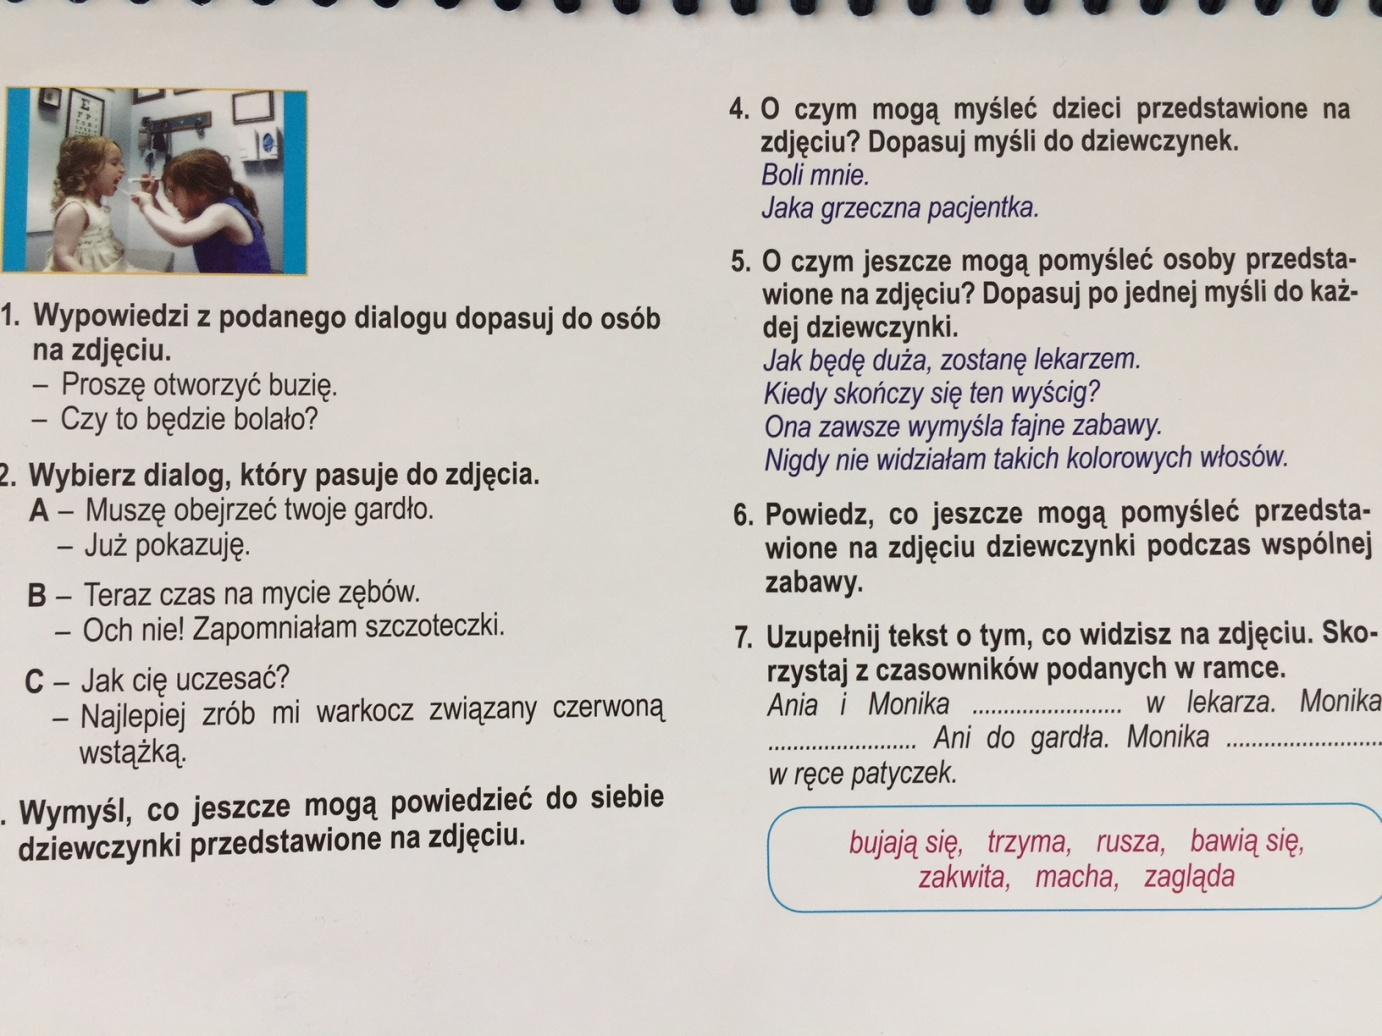 E
F P
1. Wypowiedzi z podanego dialogu dopasuj do osób
na zdjęciu.
– Proszę otworzyć buzię.
– Czy to będzie bolało?
2. Wybierz dialog, który pasuje do zdjęcia.
A – Muszę obejrzeć twoje gardło.
– Już pokazuję.
B – Teraz czas na mycie zębów.
– Och nie! Zapomniałam szczoteczki.
C – Jak cię uczesać?
– Najlepiej zrób mi warkocz związany czerwoną
wstążką.
. Wymyśl, co jeszcze mogą powiedzieć do siebie
dziewczynki przedstawione na zdjęciu.
4. O czym mogą myśleć dzieci przedstawione na
zdjęciu? Dopasuj myśli do dziewczynek.
Boli mnie.
Jaka grzeczna pacjentka.
5. O czym jeszcze mogą pomyśleć osoby przedsta-
wione na zdjęciu? Dopasuj po jednej myśli do każ-
dej dziewczynki.
Jak będę duża, zostanę lekarzem.
Kiedy skończy się ten wyścig?
Ona zawsze wymyśla fajne zabawy.
Nigdy nie widziałam takich kolorowych włosów.
6. Powiedz, co jeszcze mogą pomyśleć przedsta-
wione na zdjęciu dziewczynki podczas wspólnej
zabawy.
7. Uzupełnij tekst o tym, co widzisz na zdjęciu. Sko-
rzystaj z czasowników podanych w ramce.
Ania i Monika ........................ w lekarza. Monika
........................ Ani do gardła. Monika ........................
w ręce patyczek.
bujają się, trzyma, rusza, bawią się,
zakwita, macha, zagląda